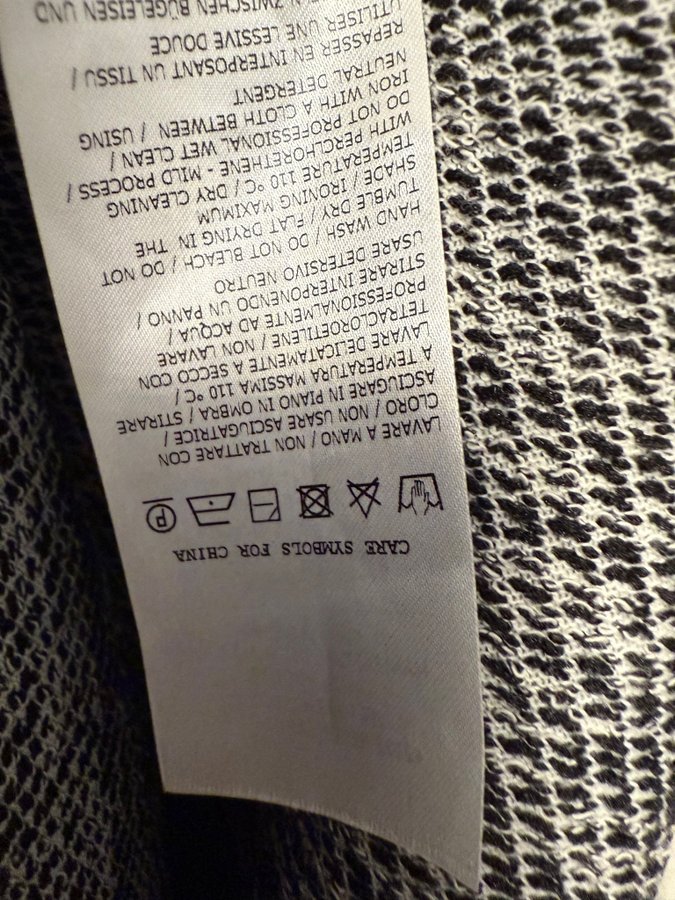 CARE SYMBOLS FOR CHINA
P
LAVARE A MANO / NON TRATTARE CON
CLORO / NON USARE ASCIUGATRICE /
ASCIUGARE IN PIANO IN OMBRA / STIRARE
A TEMPERATURA MASSIMA 110 °C /
LAVARE DELICATAMENTE A SECCO CON
TETRACLOROETILENE / NON LAVARE
PROFESSIONALMENTE AD ACQUA /
STIRARE INTERPONENDO UN PANNO /
USARE DETERSIVO NEUTRO
HAND WASH / DO NOT BLEACH / DO NOT
TUMBLE DRY / FLAT DRYING IN THE
SHADE / IRONING MAXIMUM
TEMPERATURE 110 °C / DRY CLEANING
WITH PERCHLORETHENE - MILD PROCESS /
DO NOT PROFESSIONAL WET CLEAN /
IRON WITH A CLOTH BETWEEN / USING
NEUTRAL DETERGENT
REPASSER EN INTERPOSANT UN TISSU /
UTILISER UNE LESSIVE DOUCE
ZWISCHEN BÜGELEISEN UND